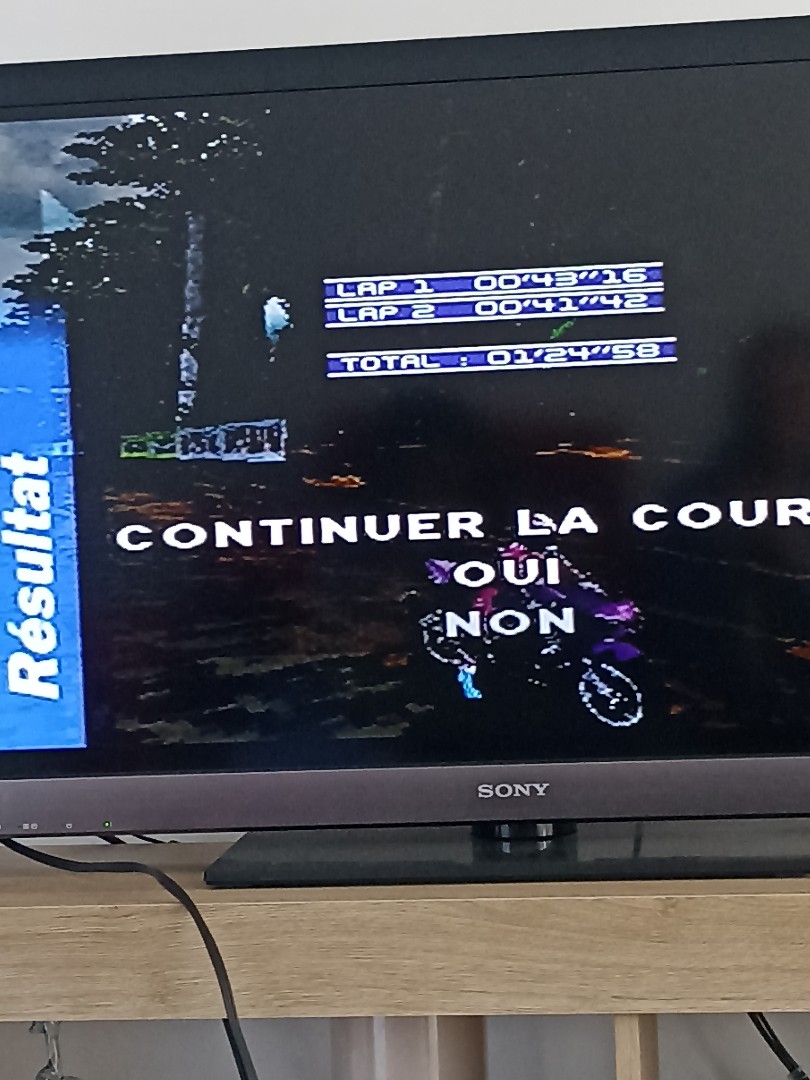 LAP 1 00'43"16
LAP 2 00'41"42
TOTAL : 01'24"58
CONTINUER LA COUR
OUI
NON
Résultat
SONY